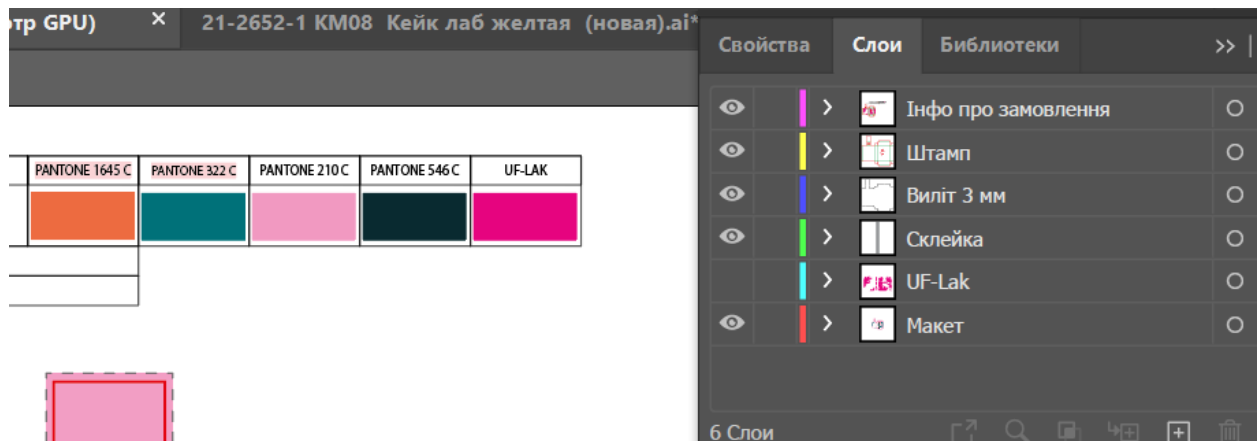 тр GPU) ×
21-2652-1 КМ08 Кейк лаб желтая (новая).ai*
Свойства Слои Библиотеки >>
PANTONE 1645 C PANTONE 322 C PANTONE 210 C PANTONE 546 C UF-LAK
Інфо про замовлення
Штамп
Виліт 3 мм
Склейка
UF-Lak
Макет
6 Слои